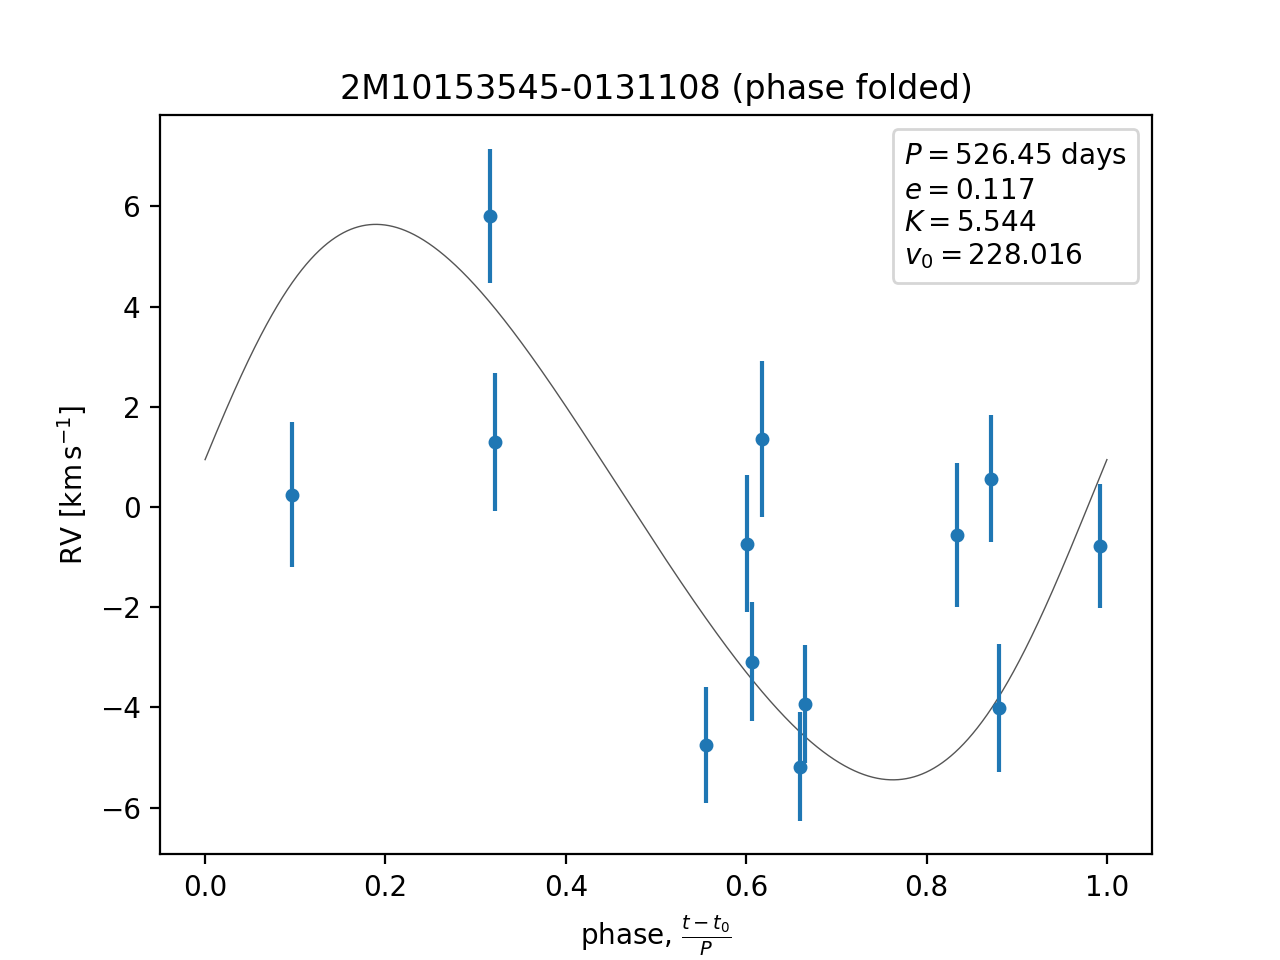 2M10153545-0131108 (phase folded)
P = 526.45 days
e = 0.117
K = 5.544
v₀ = 228.016
RV [km s⁻¹]
6
4
2
0
−2
−4
−6
0.0 0.2 0.4 0.6 0.8 1.0
phase, (t − t₀)/P